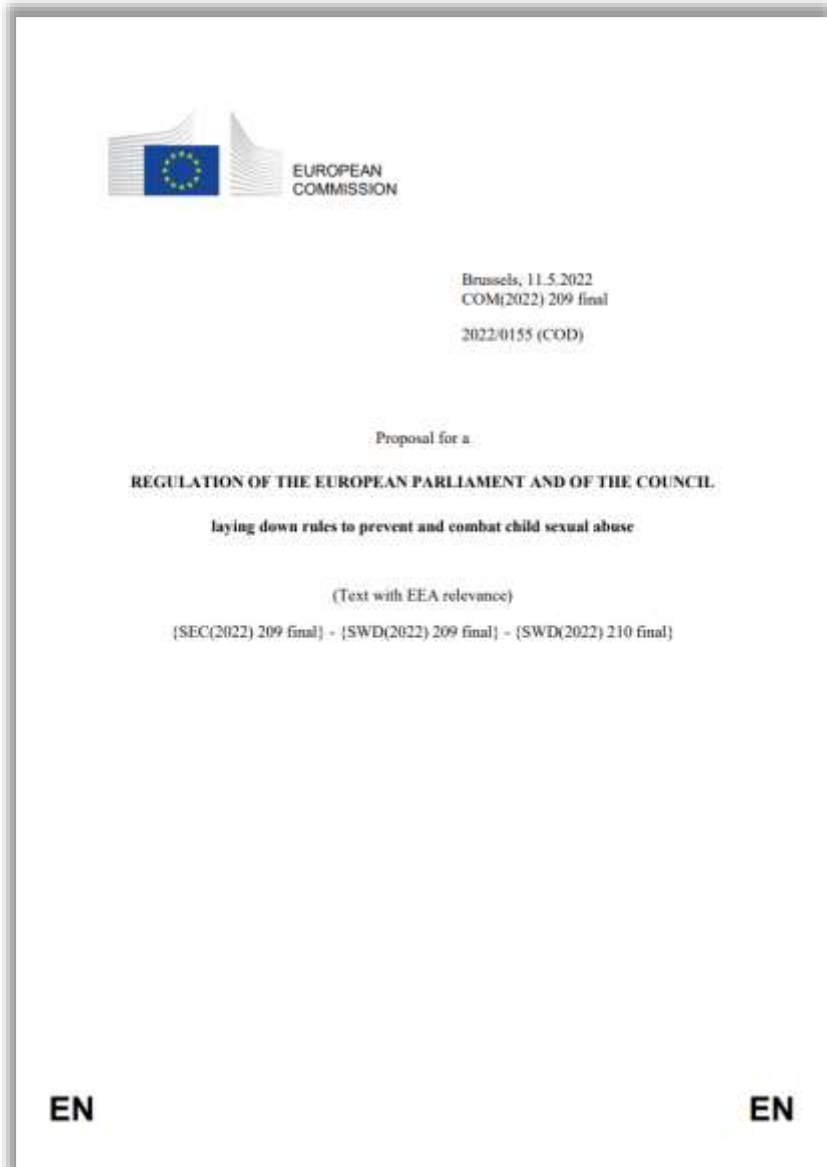 EUROPEAN
COMMISSION
Brussels, 11.5.2022
COM(2022) 209 final
2022/0155 (COD)
Proposal for a
REGULATION OF THE EUROPEAN PARLIAMENT AND OF THE COUNCIL
laying down rules to prevent and combat child sexual abuse
(Text with EEA relevance)
{SEC(2022) 209 final} - {SWD(2022) 209 final} - {SWD(2022) 210 final}
EN
EN